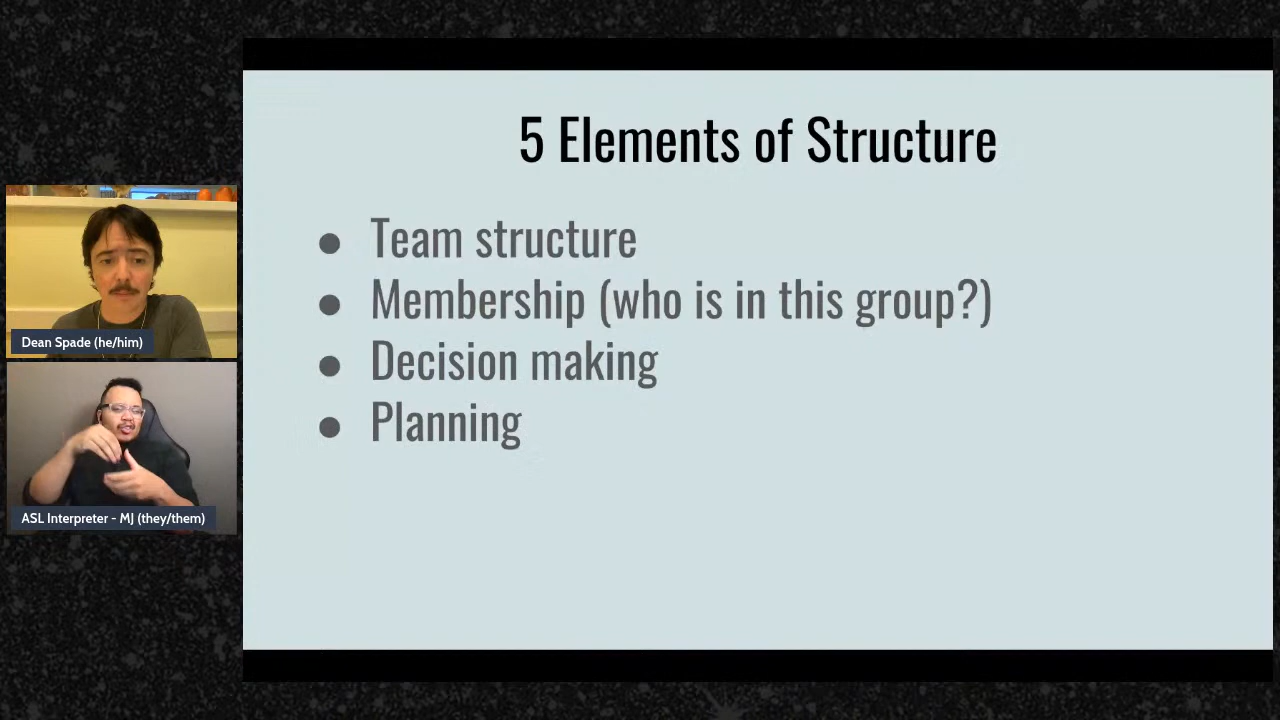 5 Elements of Structure
● Team structure
● Membership (who is in this group?)
● Decision making
● Planning
Dean Spade (he/him)
ASL Interpreter - MJ (they/them)